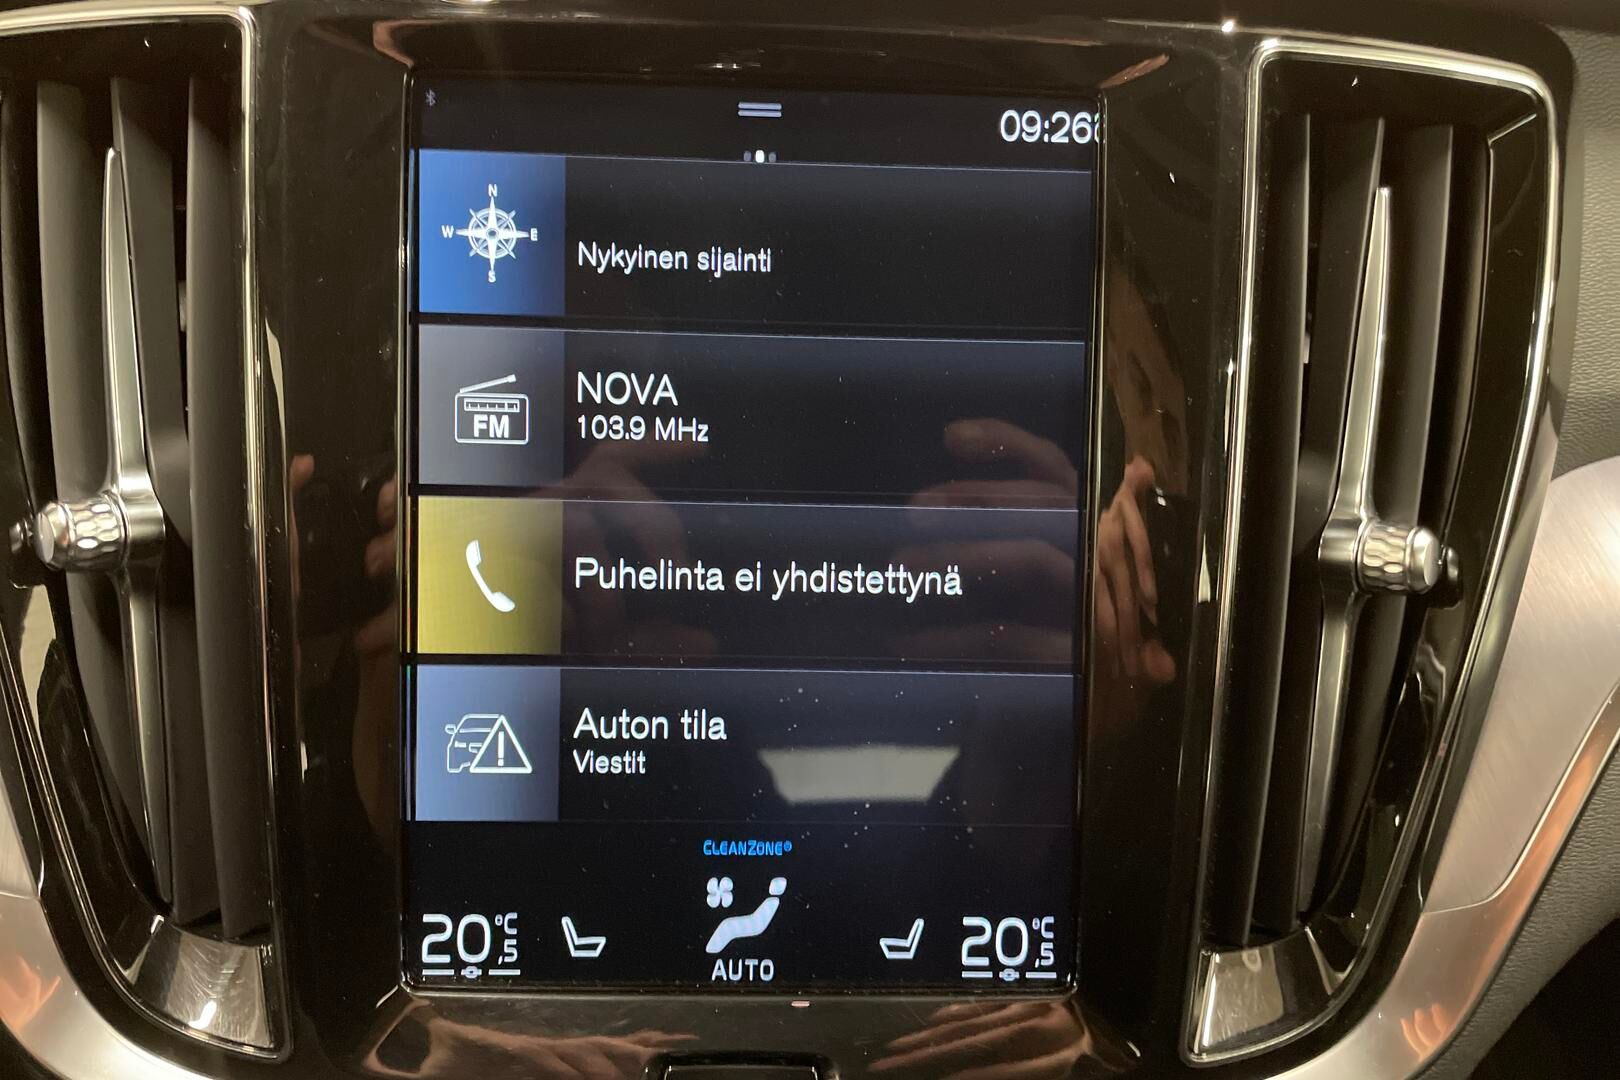 09:26
N
W E
S
Nykyinen sijainti
NOVA
103.9 MHz
FM
Puhelinta ei yhdistettynä
Auton tila
Viestit
CLEANZONE®
20,5 °C
20,5 °C
AUTO